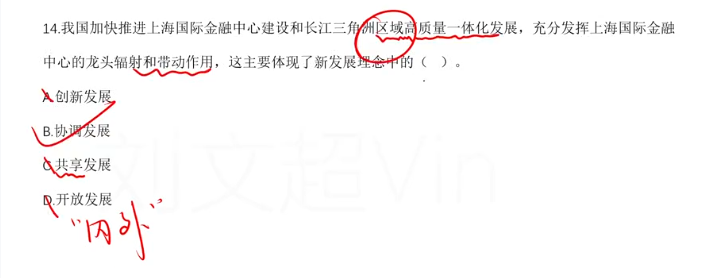 14.我国加快推进上海国际金融中心建设和长江三角洲区域高质量一体化发展，充分发挥上海国际金融
中心的龙头辐射和带动作用，这主要体现了新发展理念中的（  ）。
A.创新发展
B.协调发展
C.共享发展
D.开放发展
“内外”
刘文超Vin